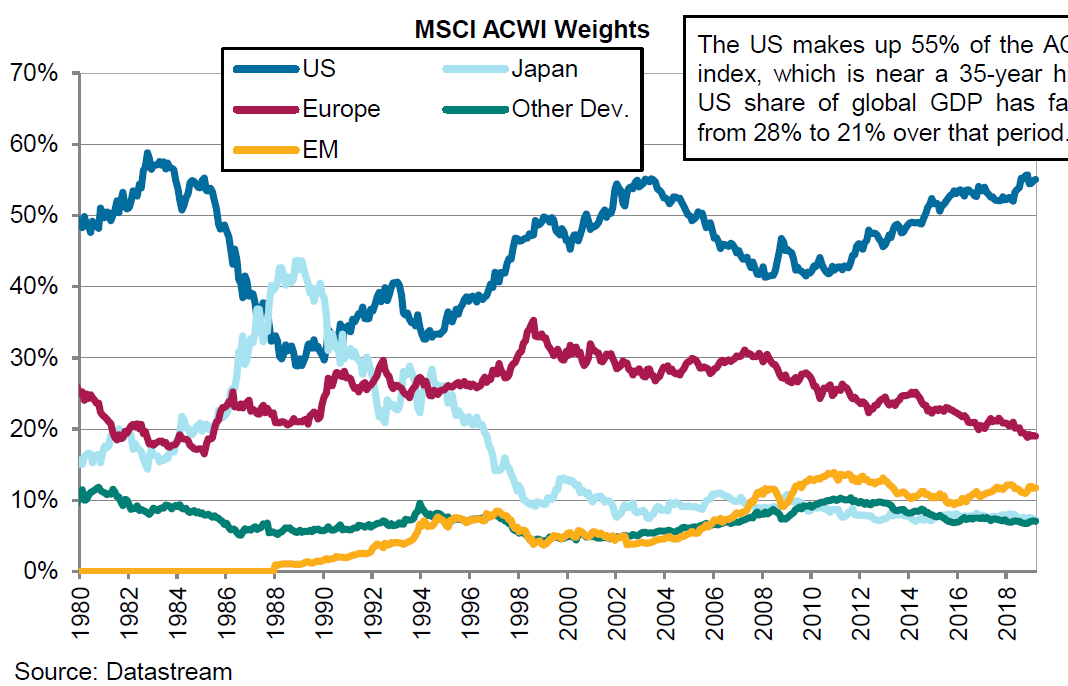 MSCI ACWI Weights
The US makes up 55% of the
index, which is near a 35-year
US share of global GDP has
from 28% to 21% over that period.
US
Japan
Europe
Other Dev.
EM
70%
60%
50%
40%
30%
20%
10%
0%
1980 1982 1984 1986 1988 1990 1992 1994 1996 1998 2000 2002 2004 2006 2008 2010 2012 2014 2016 2018
Source: Datastream